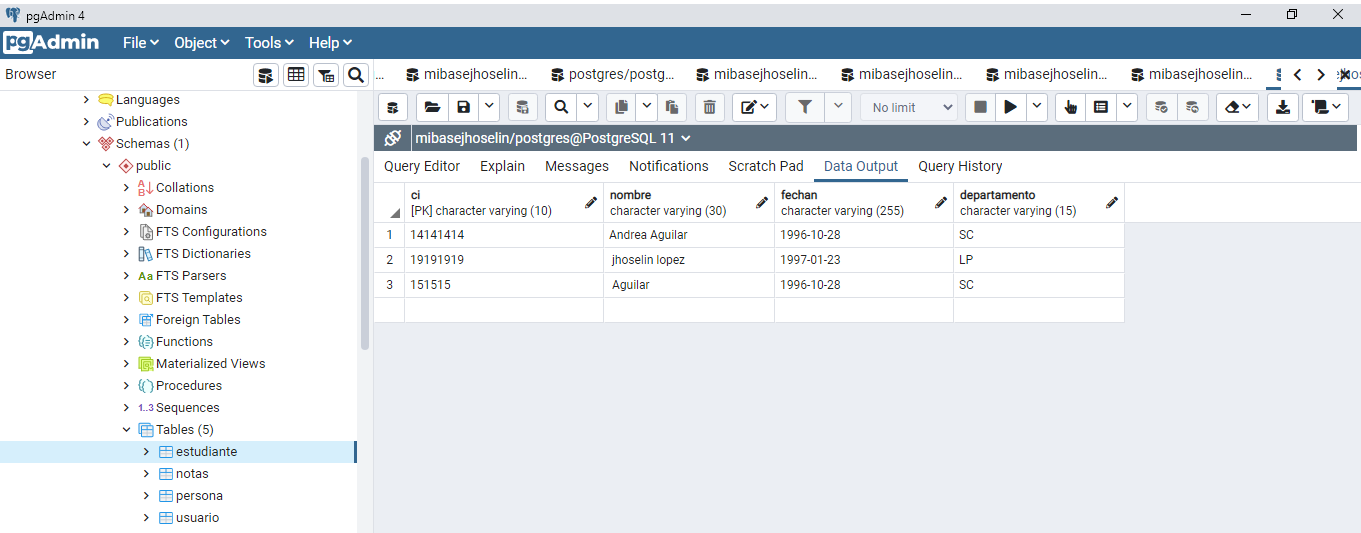 pgAdmin 4
pgAdmin File Object Tools Help
Browser
... mibasejhoselin... postgres/postg... mibasejhoselin... mibasejhoselin... mibasejhoselin... mibasejhoselin...
No limit
mibasejhoselin/postgres@PostgreSQL 11
Query Editor Explain Messages Notifications Scratch Pad Data Output Query History
ci nombre fechan departamento
[PK] character varying (10) character varying (30) character varying (255) character varying (15)
1 14141414 Andrea Aguilar 1996-10-28 SC
2 19191919 jhoselin lopez 1997-01-23 LP
3 151515 Aguilar 1996-10-28 SC
Languages
Publications
Schemas (1)
public
A↓B Collations
Domains
FTS Configurations
FTS Dictionaries
Aa FTS Parsers
FTS Templates
Foreign Tables
Functions
Materialized Views
Procedures
1..3 Sequences
Tables (5)
estudiante
notas
persona
usuario